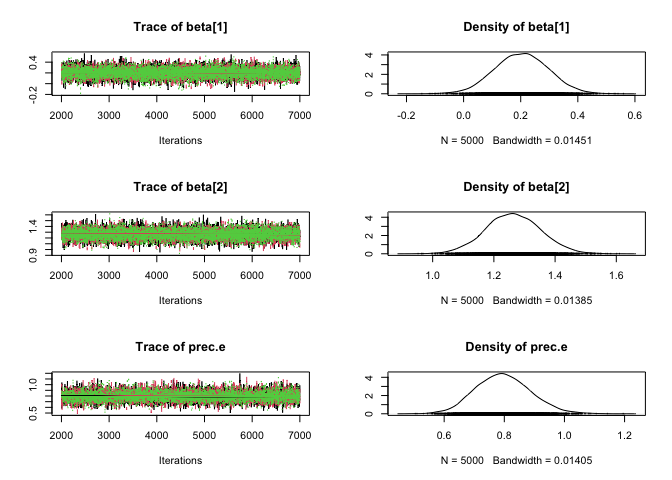 Trace of beta[1]
0.4
-0.2
2000 3000 4000 5000 6000 7000
Iterations
Density of beta[1]
4
2
0
-0.2 0.0 0.2 0.4 0.6
N = 5000 Bandwidth = 0.01451
Trace of beta[2]
1.4
0.9
2000 3000 4000 5000 6000 7000
Iterations
Density of beta[2]
4
2
0
1.0 1.2 1.4 1.6
N = 5000 Bandwidth = 0.01385
Trace of prec.e
1.0
0.5
2000 3000 4000 5000 6000 7000
Iterations
Density of prec.e
4
2
0
0.6 0.8 1.0 1.2
N = 5000 Bandwidth = 0.01405